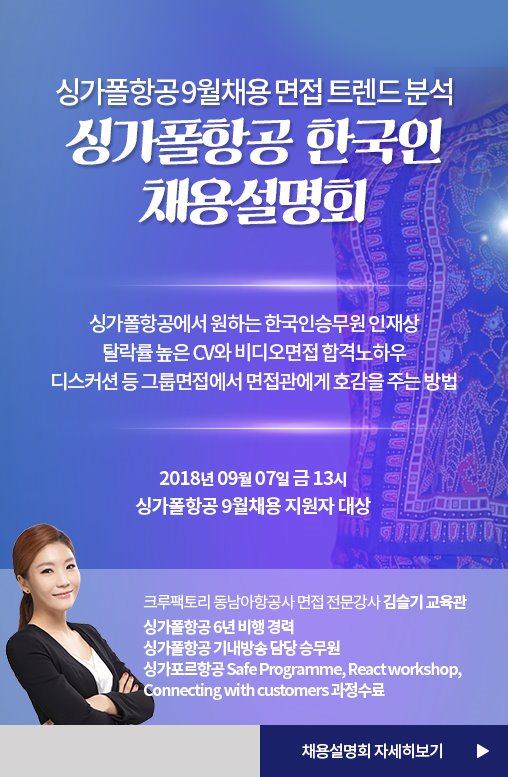 싱가폴항공 9월채용 면접 트렌드 분석
싱가폴항공 한국인
채용설명회
싱가폴항공에서 원하는 한국인승무원 인재상
탈락률 높은 CV와 비디오면접 합격노하우
디스커션 등 그룹면접에서 면접관에게 호감을 주는 방법
2018년 09월 07일 금 13시
싱가폴항공 9월채용 지원자 대상
크루팩토리 동남아항공사 면접 전문강사 김슬기 교육관
싱가폴항공 6년 비행 경력
싱가폴항공 기내방송 담당 승무원
싱가포르항공 Safe Programme, React workshop,
Connecting with customers 과정수료
채용설명회 자세히보기 ▶